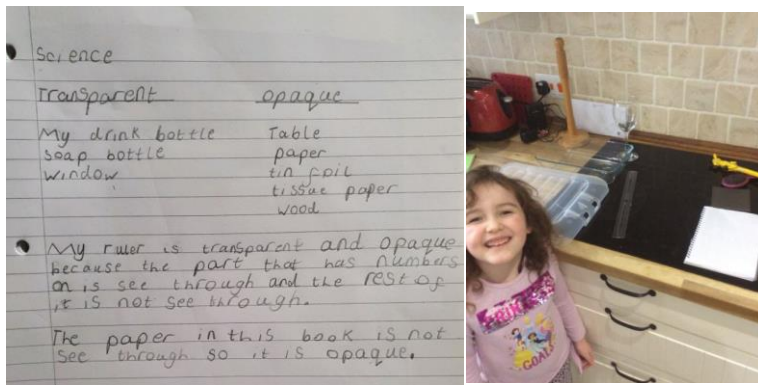 Science
Transparent opaque
My drink bottle Table
soap bottle paper
window tin foil
tissue paper
wood
My ruler is transparent and opaque
because the part that has numbers
on is see through and the rest of
it is not see through.
The paper in this book is not
see through so it is opaque.
GOALS